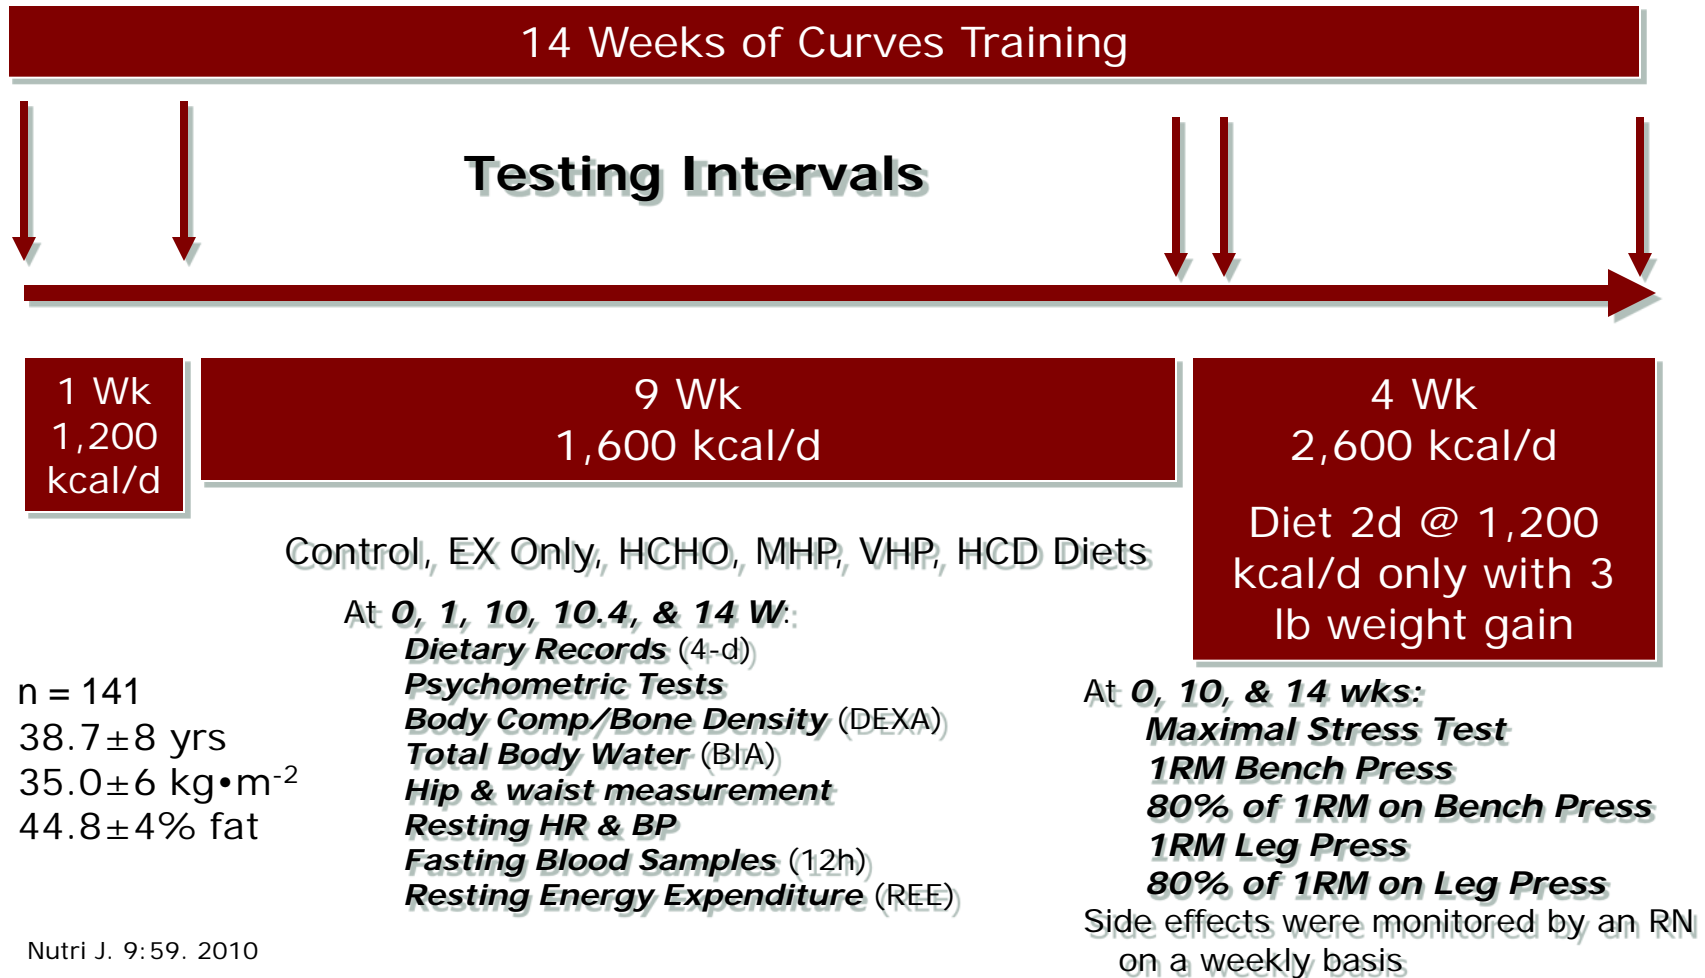 14 Weeks of Curves Training
Testing Intervals
1 Wk
1,200
kcal/d
9 Wk
1,600 kcal/d
4 Wk
2,600 kcal/d
Diet 2d @ 1,200
kcal/d only with 3
lb weight gain
Control, EX Only, HCHO, MHP, VHP, HCD Diets
At 0, 1, 10, 10.4, & 14 W:
Dietary Records (4-d)
Psychometric Tests
Body Comp/Bone Density (DEXA)
Total Body Water (BIA)
Hip & waist measurement
Resting HR & BP
Fasting Blood Samples (12h)
Resting Energy Expenditure (REE)
n = 141
38.7±8 yrs
35.0±6 kg•m-2
44.8±4% fat
At 0, 10, & 14 wks:
Maximal Stress Test
1RM Bench Press
80% of 1RM on Bench Press
1RM Leg Press
80% of 1RM on Leg Press
Side effects were monitored by an RN
on a weekly basis
Nutri J. 9:59. 2010